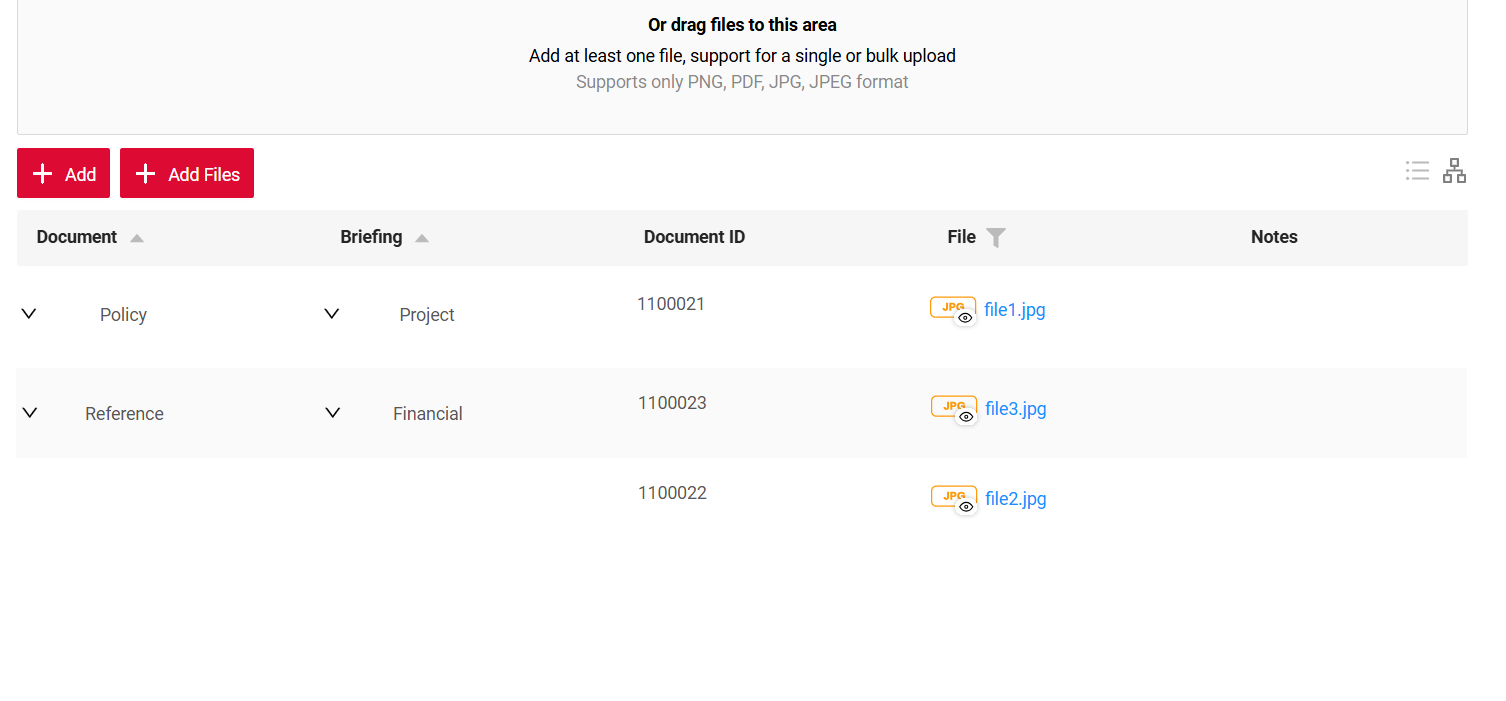 Or drag files to this area
Add at least one file, support for a single or bulk upload
Supports only PNG, PDF, JPG, JPEG format
Add Add Files
Document Briefing Document ID File Notes
Policy Project 1100021 JPG file1.jpg
Reference Financial 1100023 JPG file3.jpg
1100022 JPG file2.jpg